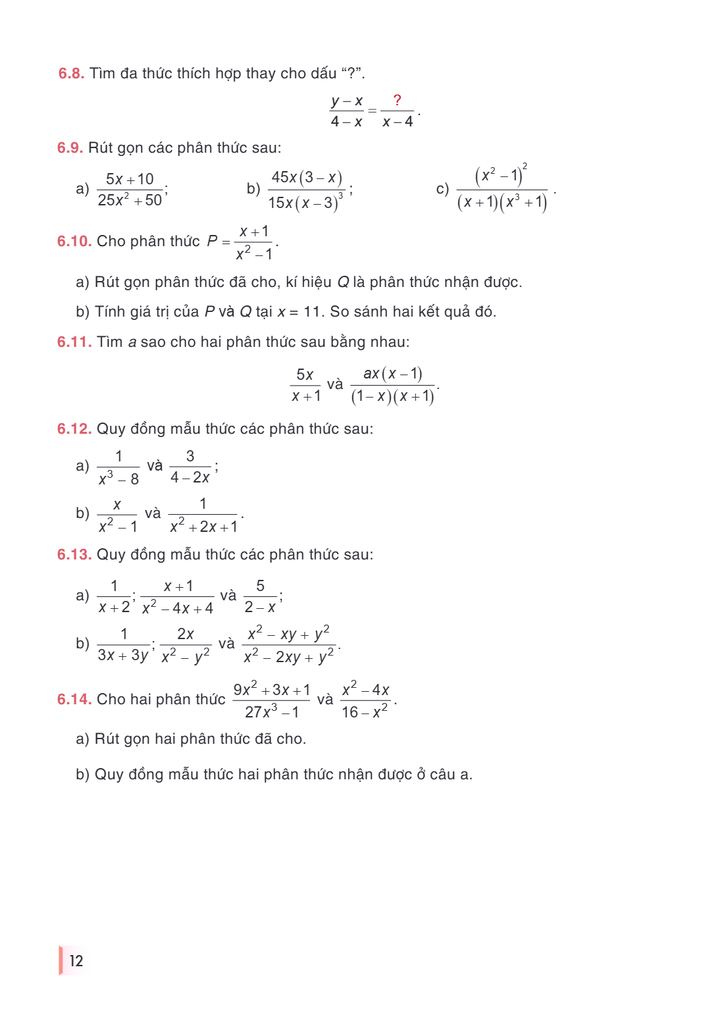 6.8. Tìm đa thức thích hợp thay cho dấu “?”.
(y − x)/(4 − x) = ?/(x − 4).
6.9. Rút gọn các phân thức sau:
a) (5x + 10)/(25x² + 50); b) 45x(3 − x)/(15x(x − 3)³); c) (x² − 1)²/((x + 1)(x³ + 1)).
6.10. Cho phân thức P = (x + 1)/(x² − 1).
a) Rút gọn phân thức đã cho, kí hiệu Q là phân thức nhận được.
b) Tính giá trị của P và Q tại x = 11. So sánh hai kết quả đó.
6.11. Tìm a sao cho hai phân thức sau bằng nhau:
5x/(x + 1) và ax(x − 1)/((1 − x)(x + 1)).
6.12. Quy đồng mẫu thức các phân thức sau:
a) 1/(x³ − 8) và 3/(4 − 2x);
b) x/(x² − 1) và 1/(x² + 2x + 1).
6.13. Quy đồng mẫu thức các phân thức sau:
a) 1/(x + 2); (x + 1)/(x² − 4x + 4) và 5/(2 − x);
b) 1/(3x + 3y); 2x/(x² − y²) và (x² − xy + y²)/(x² − 2xy + y²).
6.14. Cho hai phân thức (9x² + 3x + 1)/(27x³ − 1) và (x² − 4x)/(16 − x²).
a) Rút gọn hai phân thức đã cho.
b) Quy đồng mẫu thức hai phân thức nhận được ở câu a.
12